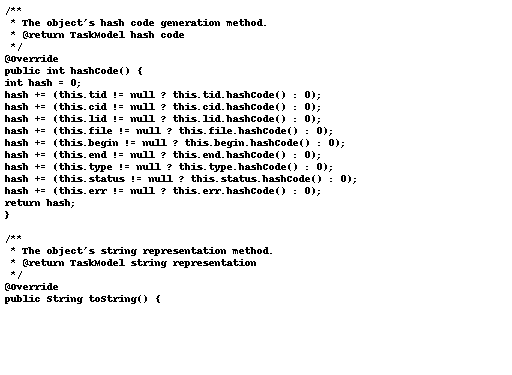 /**
 * The object's hash code generation method.
 * @return TaskModel hash code
 */
@Override
public int hashCode() {
int hash = 0;
hash += (this.tid != null ? this.tid.hashCode() : 0);
hash += (this.cid != null ? this.cid.hashCode() : 0);
hash += (this.lid != null ? this.lid.hashCode() : 0);
hash += (this.file != null ? this.file.hashCode() : 0);
hash += (this.begin != null ? this.begin.hashCode() : 0);
hash += (this.end != null ? this.end.hashCode() : 0);
hash += (this.type != null ? this.type.hashCode() : 0);
hash += (this.status != null ? this.status.hashCode() : 0);
hash += (this.err != null ? this.err.hashCode() : 0);
return hash;
}

/**
 * The object's string representation method.
 * @return TaskModel string representation
 */
@Override
public String toString() {